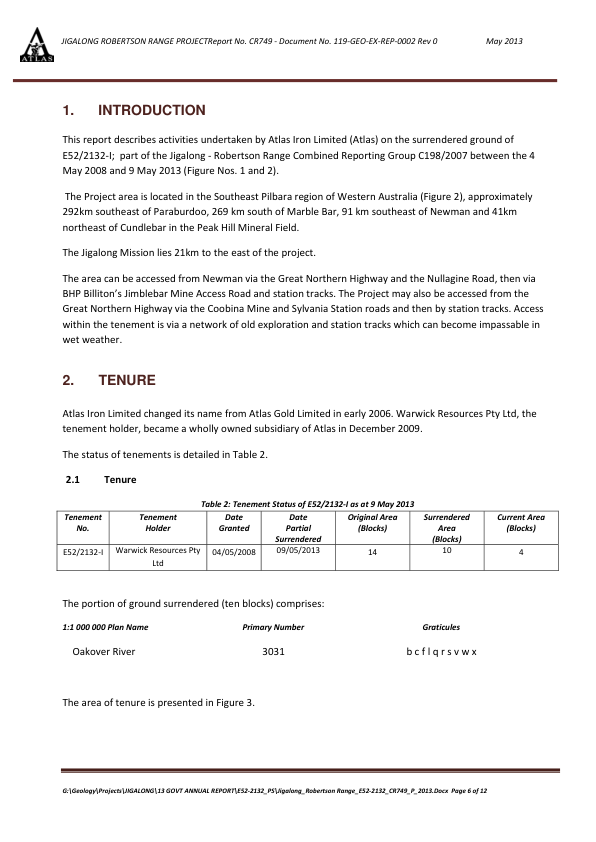 JIGALONG ROBERTSON RANGE PROJECTReport No. CR749 - Document No. 119-GEO-EX-REP-0002 Rev 0 May 2013
ATLAS
1. INTRODUCTION
This report describes activities undertaken by Atlas Iron Limited (Atlas) on the surrendered ground of
E52/2132-I; part of the Jigalong - Robertson Range Combined Reporting Group C198/2007 between the 4
May 2008 and 9 May 2013 (Figure Nos. 1 and 2).
The Project area is located in the Southeast Pilbara region of Western Australia (Figure 2), approximately
292km southeast of Paraburdoo, 269 km south of Marble Bar, 91 km southeast of Newman and 41km
northeast of Cundlebar in the Peak Hill Mineral Field.
The Jigalong Mission lies 21km to the east of the project.
The area can be accessed from Newman via the Great Northern Highway and the Nullagine Road, then via
BHP Billiton's Jimblebar Mine Access Road and station tracks. The Project may also be accessed from the
Great Northern Highway via the Coobina Mine and Sylvania Station roads and then by station tracks. Access
within the tenement is via a network of old exploration and station tracks which can become impassable in
wet weather.
2. TENURE
Atlas Iron Limited changed its name from Atlas Gold Limited in early 2006. Warwick Resources Pty Ltd, the
tenement holder, became a wholly owned subsidiary of Atlas in December 2009.
The status of tenements is detailed in Table 2.
2.1 Tenure
Table 2: Tenement Status of E52/2132-I as at 9 May 2013
Tenement Tenement Date Date Original Area Surrendered Current Area
No. Holder Granted Partial (Blocks) Area (Blocks)
Surrendered (Blocks)
E52/2132-I Warwick Resources Pty 04/05/2008 09/05/2013 14 10 4
Ltd
The portion of ground surrendered (ten blocks) comprises:
1:1 000 000 Plan Name Primary Number Graticules
Oakover River 3031 b c f l q r s v w x
The area of tenure is presented in Figure 3.
G:\Geology\Projects\JIGALONG\13 GOVT ANNUAL REPORT\E52-2132_PS\Jigalong_Robertson Range_E52-2132_CR749_P_2013.Docx Page 6 of 12